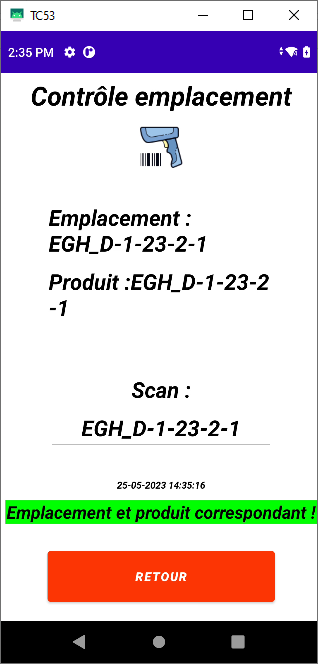 TC53
2:35 PM
Contrôle emplacement
Emplacement :
EGH_D-1-23-2-1
Produit :EGH_D-1-23-2
-1
Scan :
EGH_D-1-23-2-1
25-05-2023 14:35:16
Emplacement et produit correspondant !
RETOUR